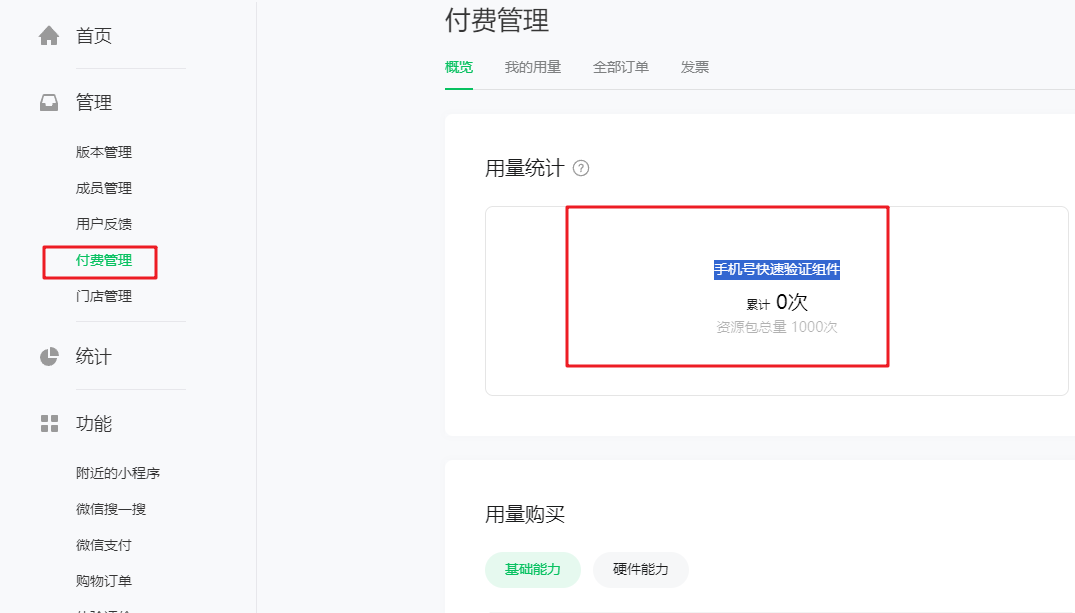 首页
管理
版本管理
成员管理
用户反馈
付费管理
门店管理
统计
功能
附近的小程序
微信搜一搜
微信支付
购物订单
付费管理
概览 我的用量 全部订单 发票
用量统计 ?
手机号快速验证组件
累计 0次
资源包总量 1000次
用量购买
基础能力 硬件能力